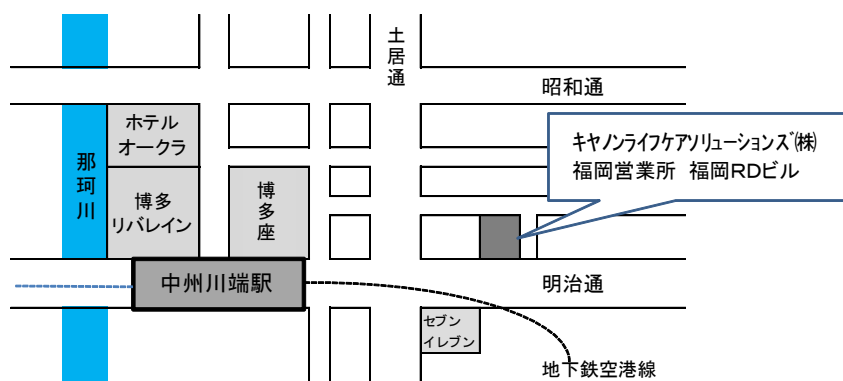 土居通
昭和通
キヤノンライフケアソリューションズ㈱
福岡営業所 福岡RDビル
ホテル
オークラ
那珂川
博多
リバレイン
博多座
中州川端駅
明治通
セブン
イレブン
地下鉄空港線